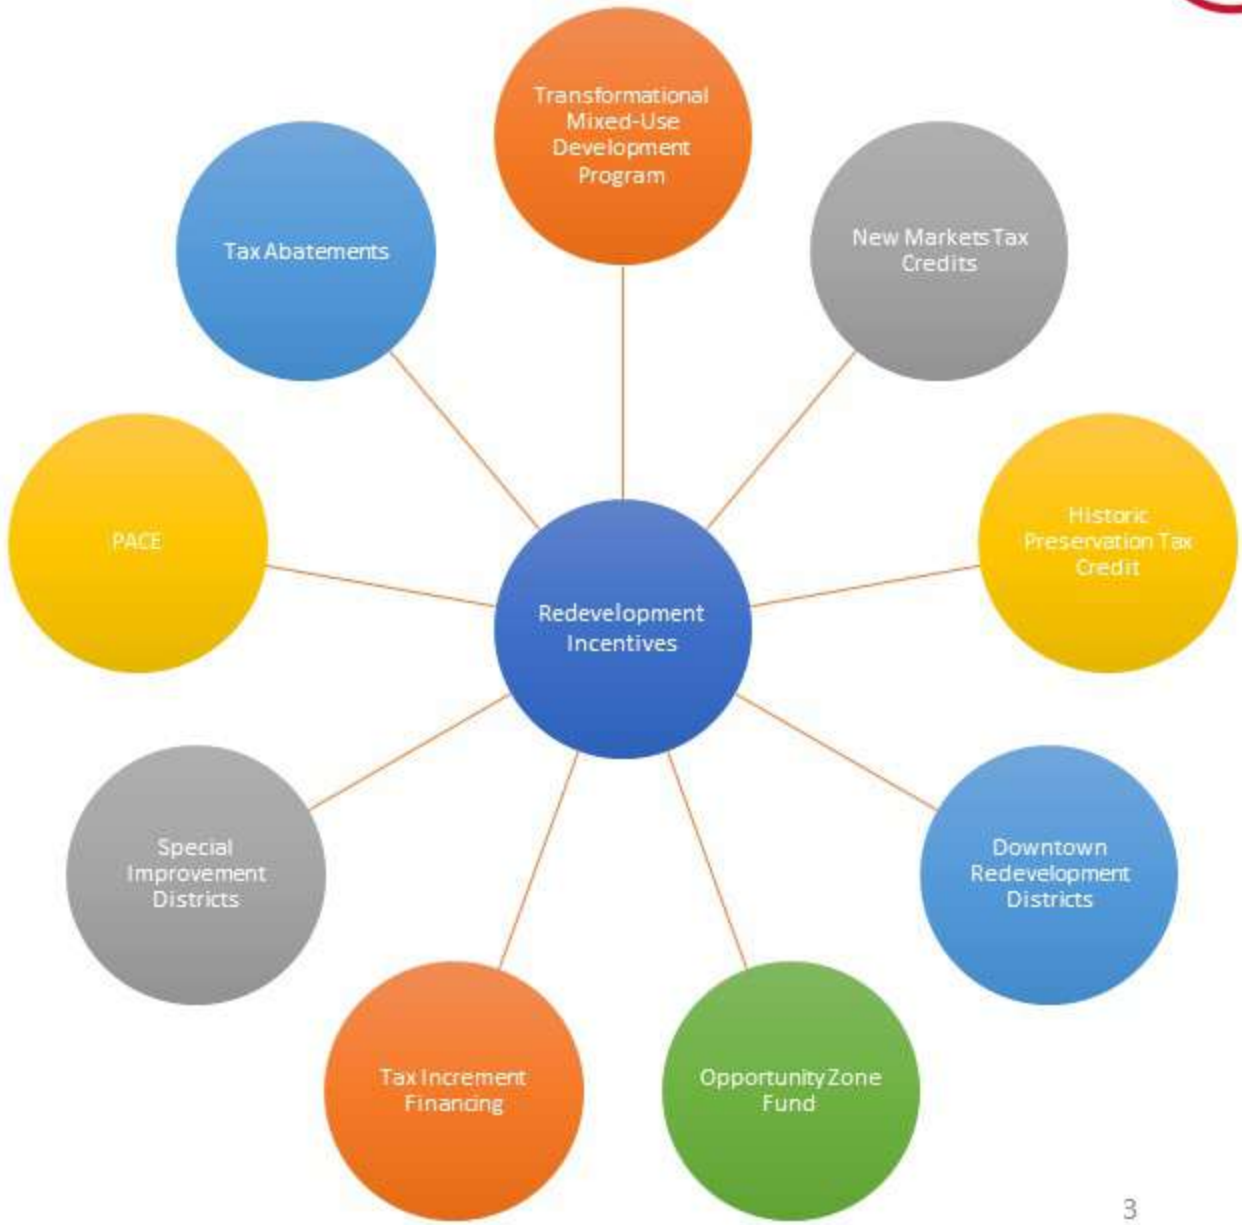 Transformational
Mixed-Use
Development
Program
New Markets Tax
Credits
Historic
Preservation Tax
Credit
Downtown
Redevelopment
Districts
Opportunity Zone
Fund
Tax Increment
Financing
Special
Improvement
Districts
PACE
Tax Abatements
Redevelopment
Incentives
3